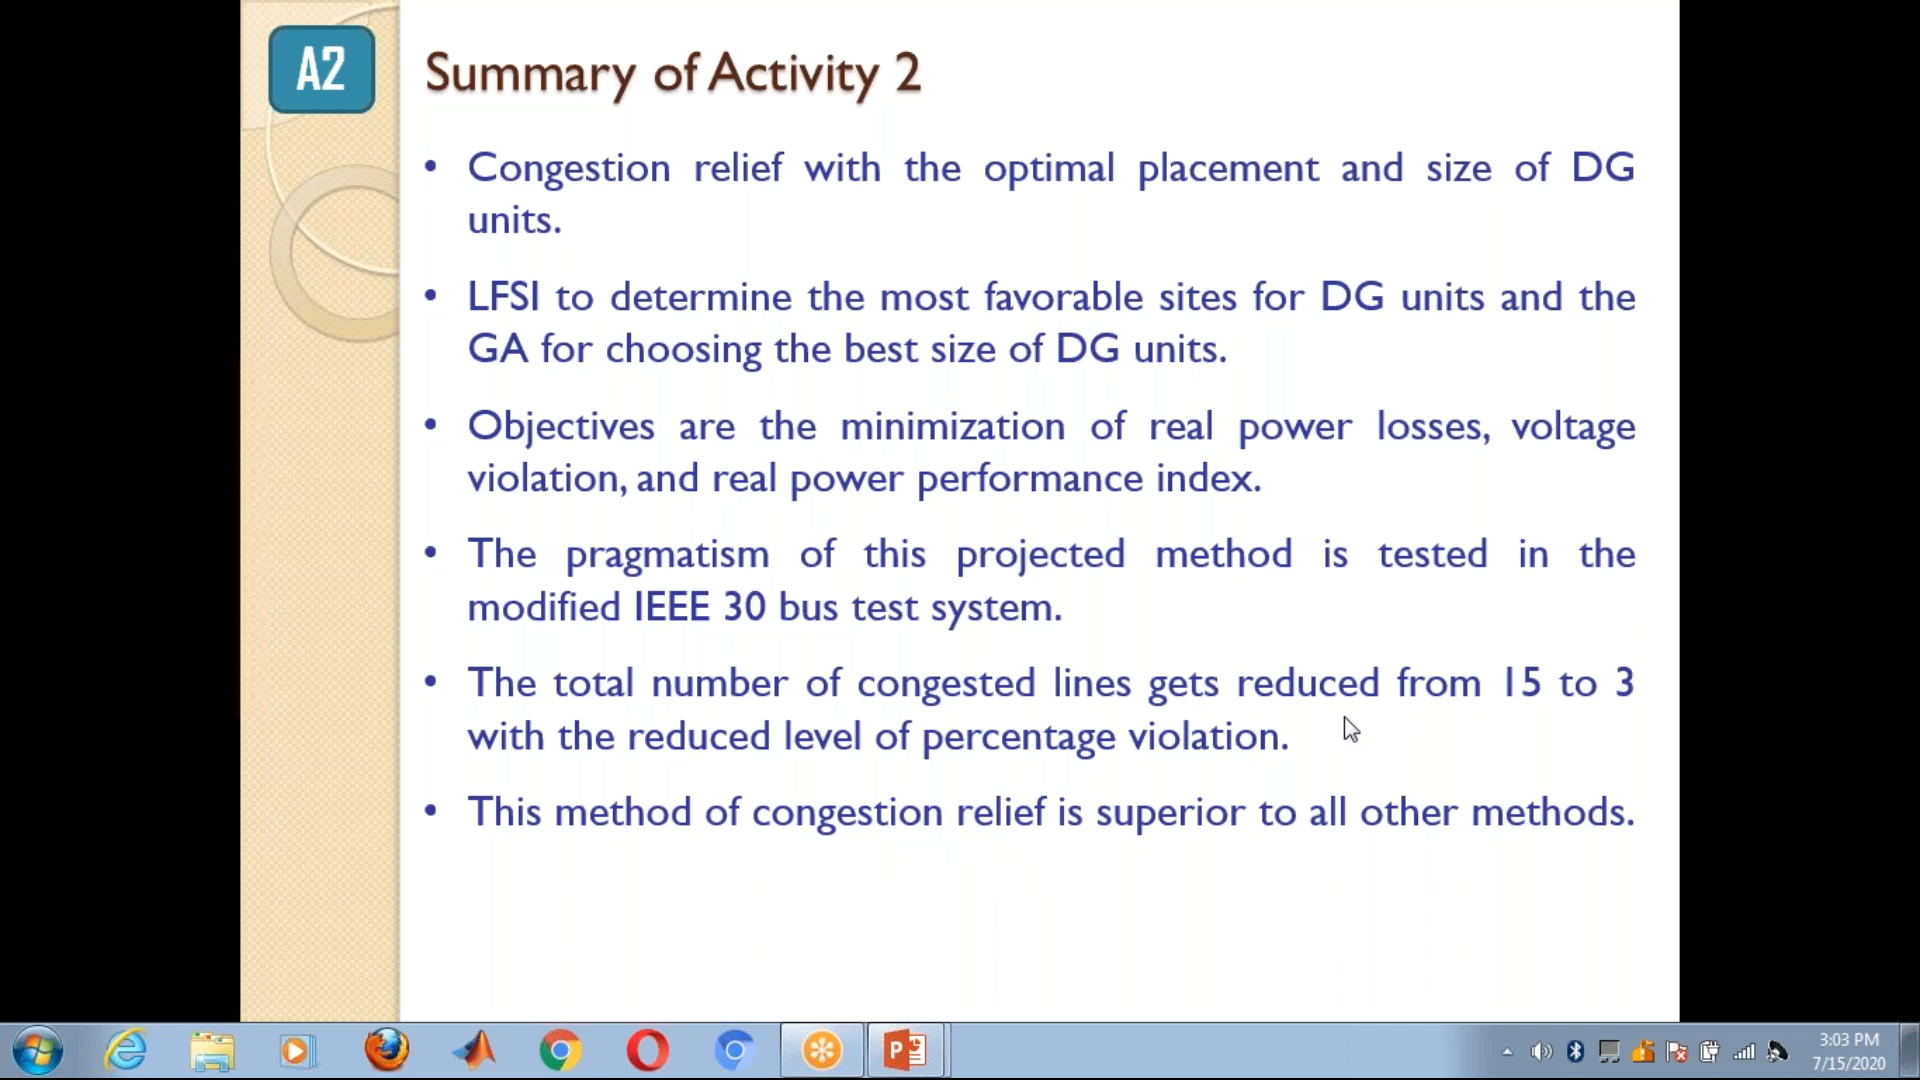 A2
Summary of Activity 2
• Congestion relief with the optimal placement and size of DG
units.
• LFSI to determine the most favorable sites for DG units and the
GA for choosing the best size of DG units.
• Objectives are the minimization of real power losses, voltage
violation, and real power performance index.
• The pragmatism of this projected method is tested in the
modified IEEE 30 bus test system.
• The total number of congested lines gets reduced from 15 to 3
with the reduced level of percentage violation.
• This method of congestion relief is superior to all other methods.
3:03 PM
7/15/2020